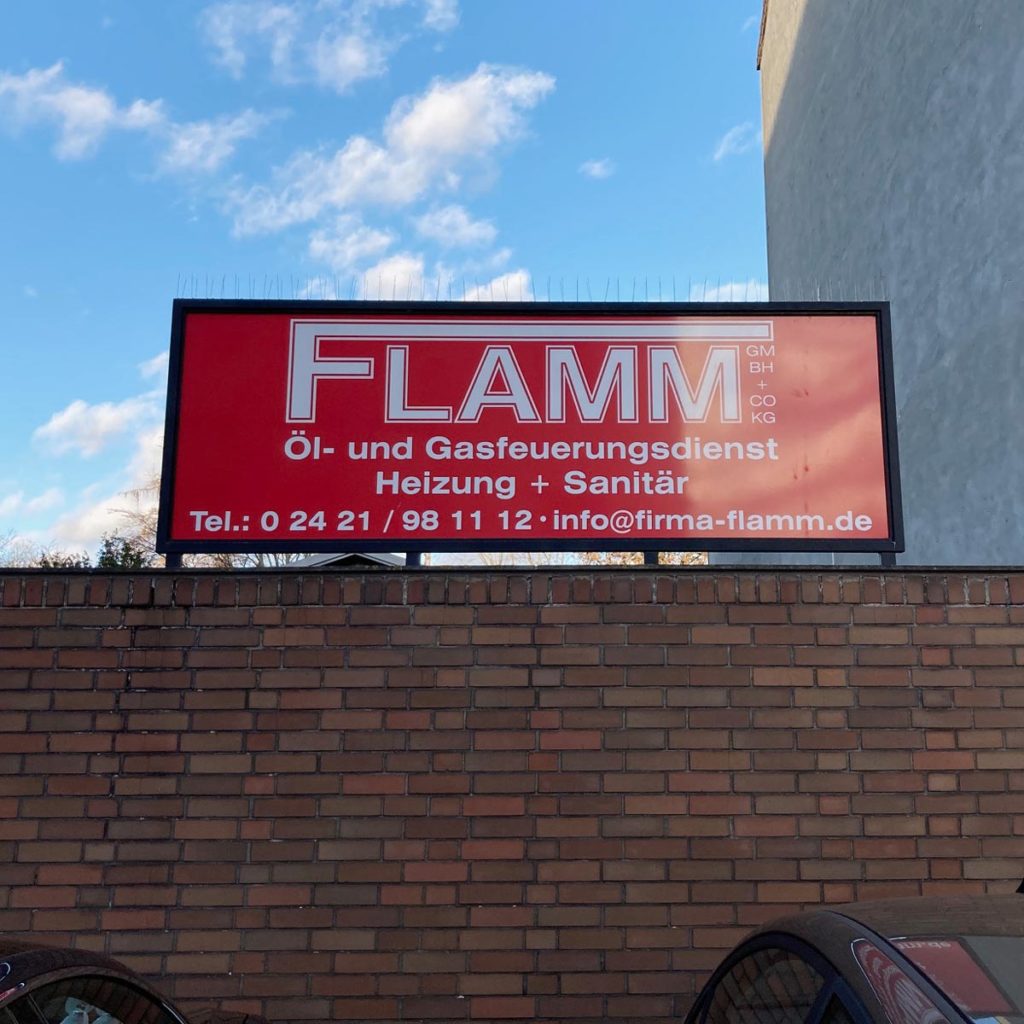 FLAMM
GM
BH
+
CO
KG
Öl- und Gasfeuerungsdienst
Heizung + Sanitär
Tel.: 0 24 21 / 98 11 12 • info@firma-flamm.de